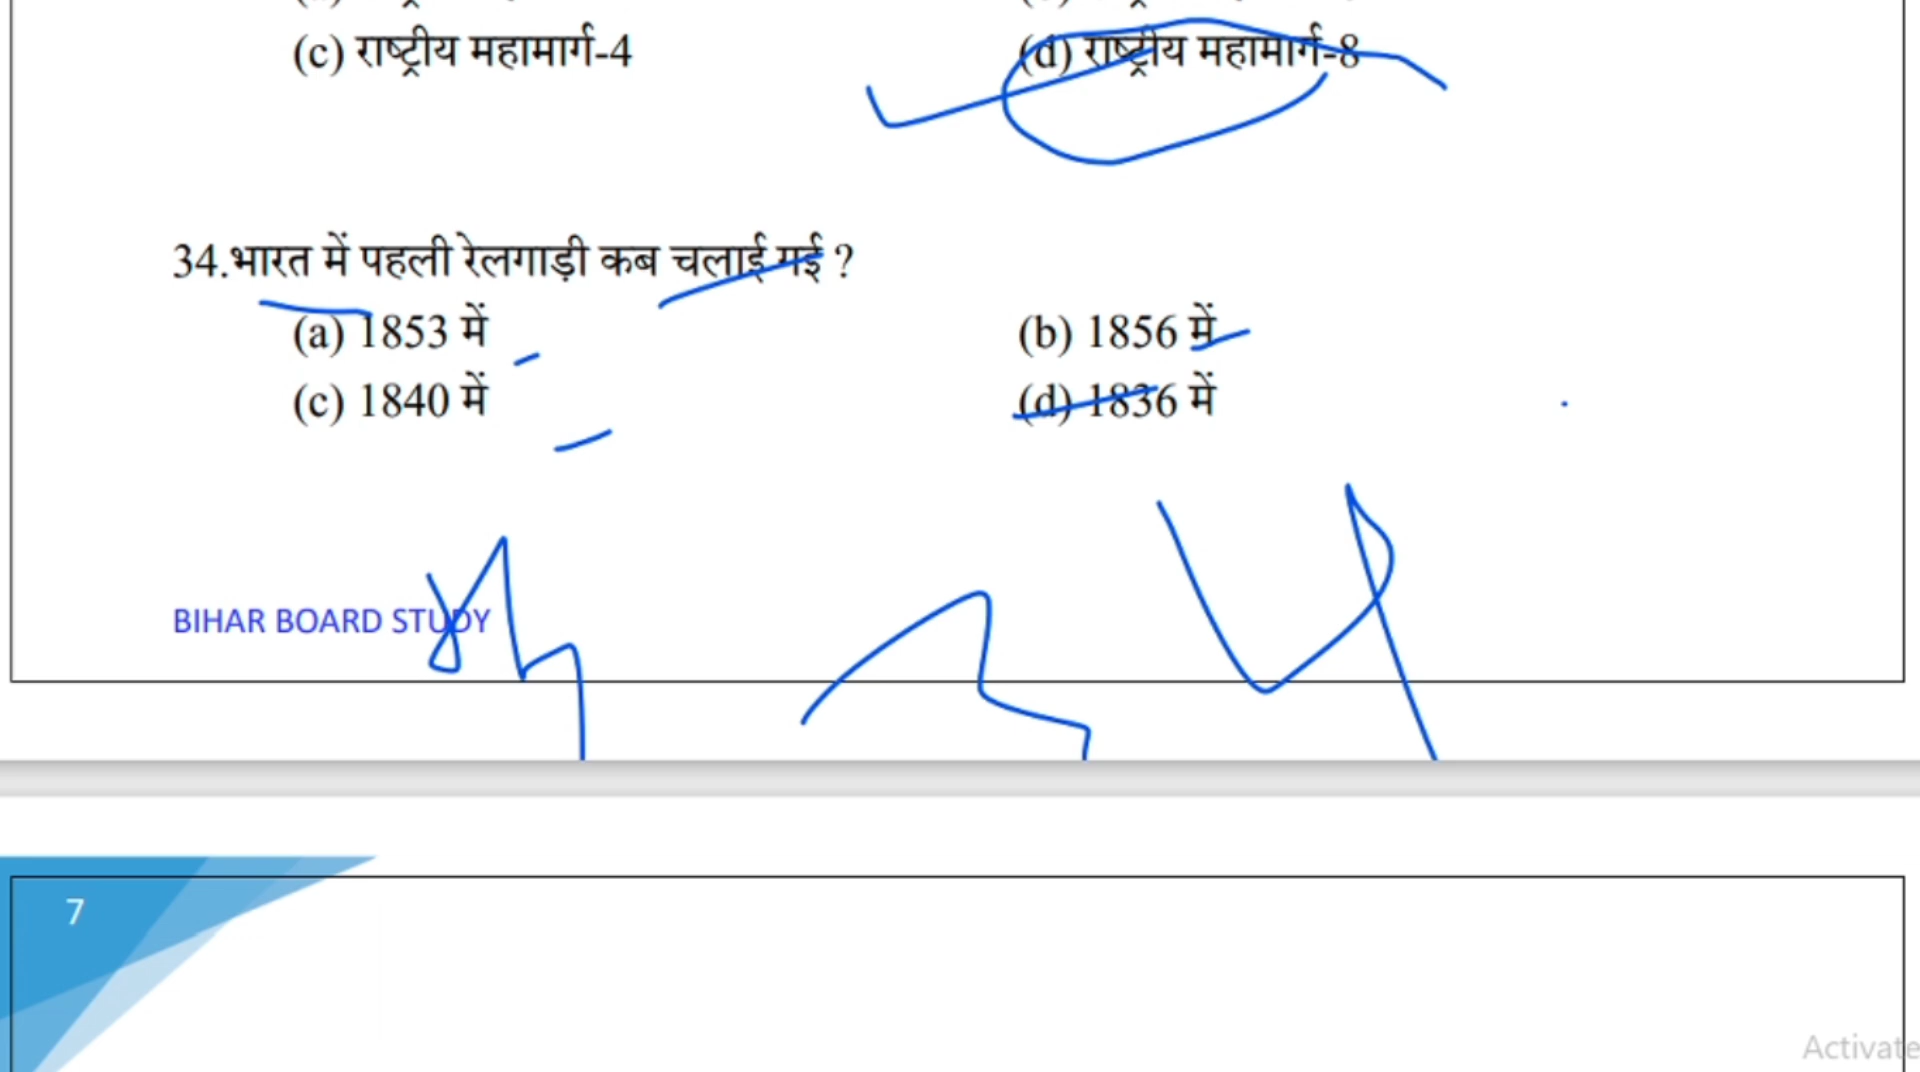 (c) राष्ट्रीय महामार्ग-4 (d) राष्ट्रीय महामार्ग-8
34.भारत में पहली रेलगाड़ी कब चलाई गई ?
(a) 1853 में (b) 1856 में
(c) 1840 में (d) 1836 में
BIHAR BOARD STUDY
7
Activate